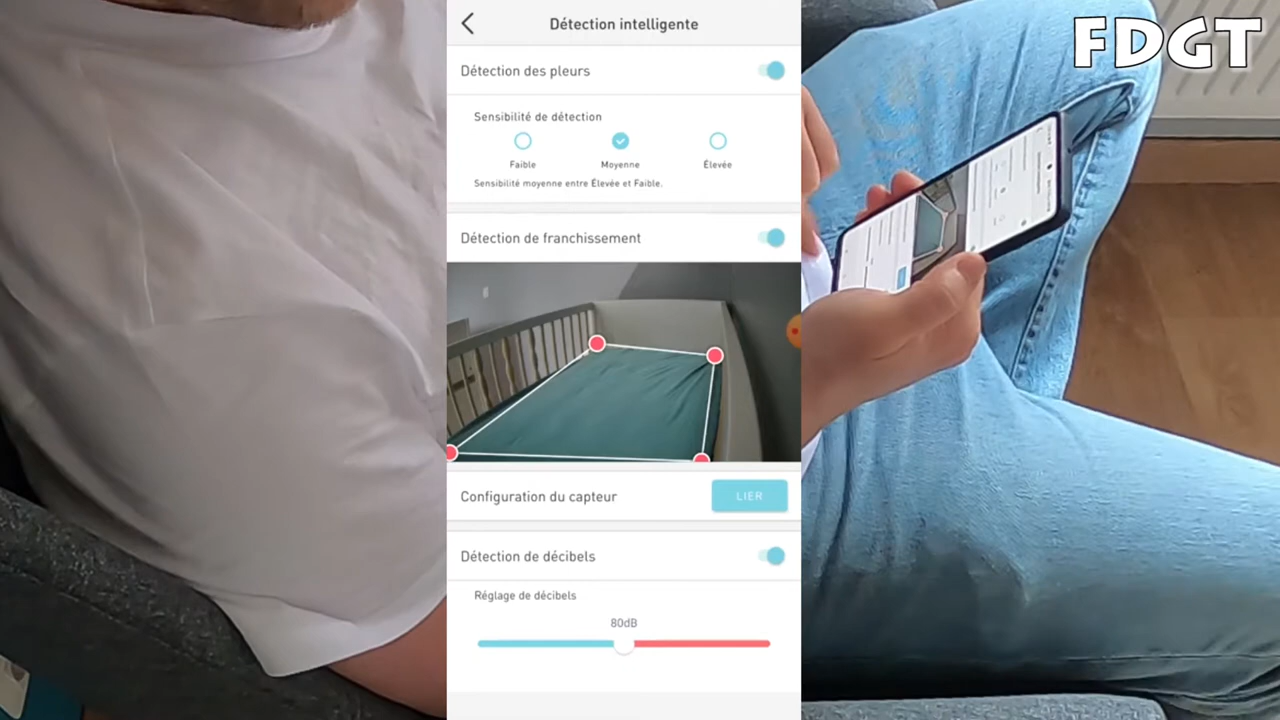 Détection intelligente
FDGT
Détection des pleurs
Sensibilité de détection
Faible
Moyenne
Élevée
Sensibilité moyenne entre Élevée et Faible.
Détection de franchissement
Configuration du capteur
LIER
Détection de décibels
Réglage de décibels
80dB